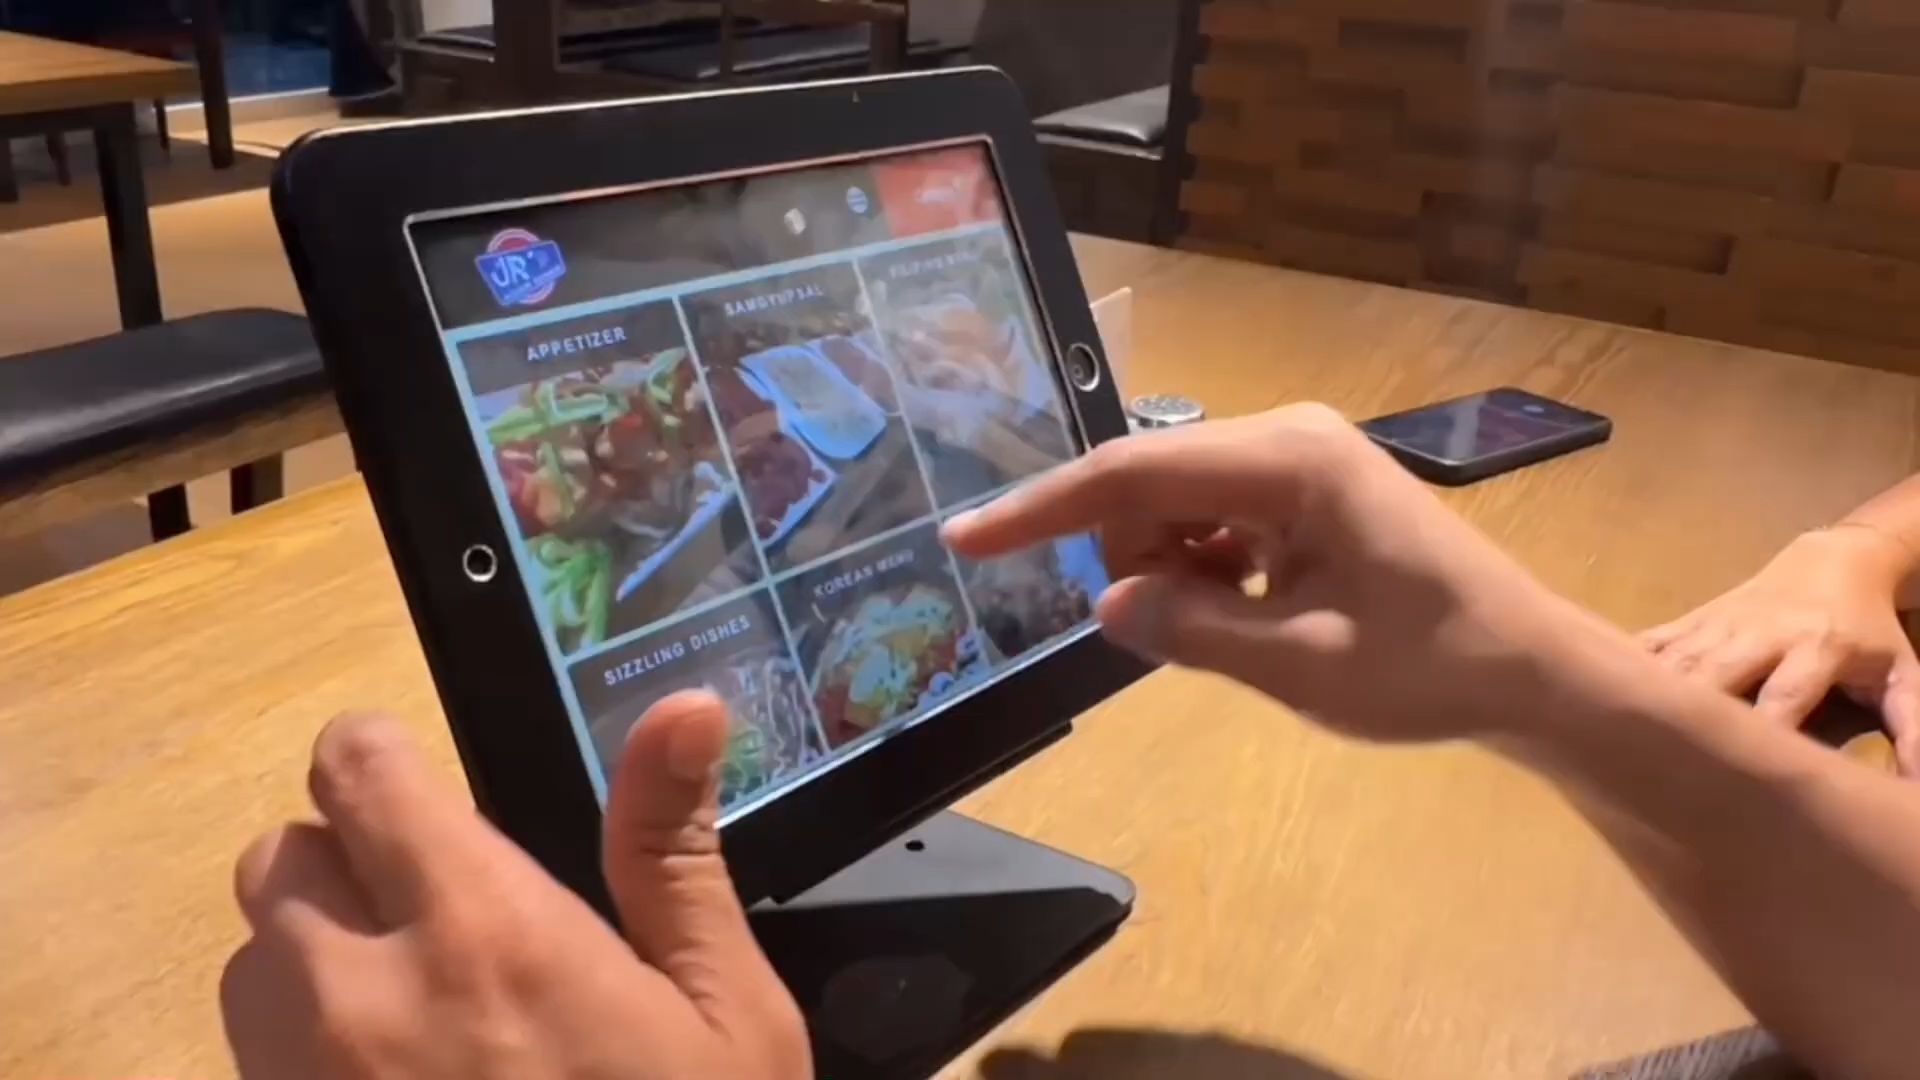 JR'S
APPETIZER
SAMGYUPSAL
SIZZLING DISHES
KOREAN MENU